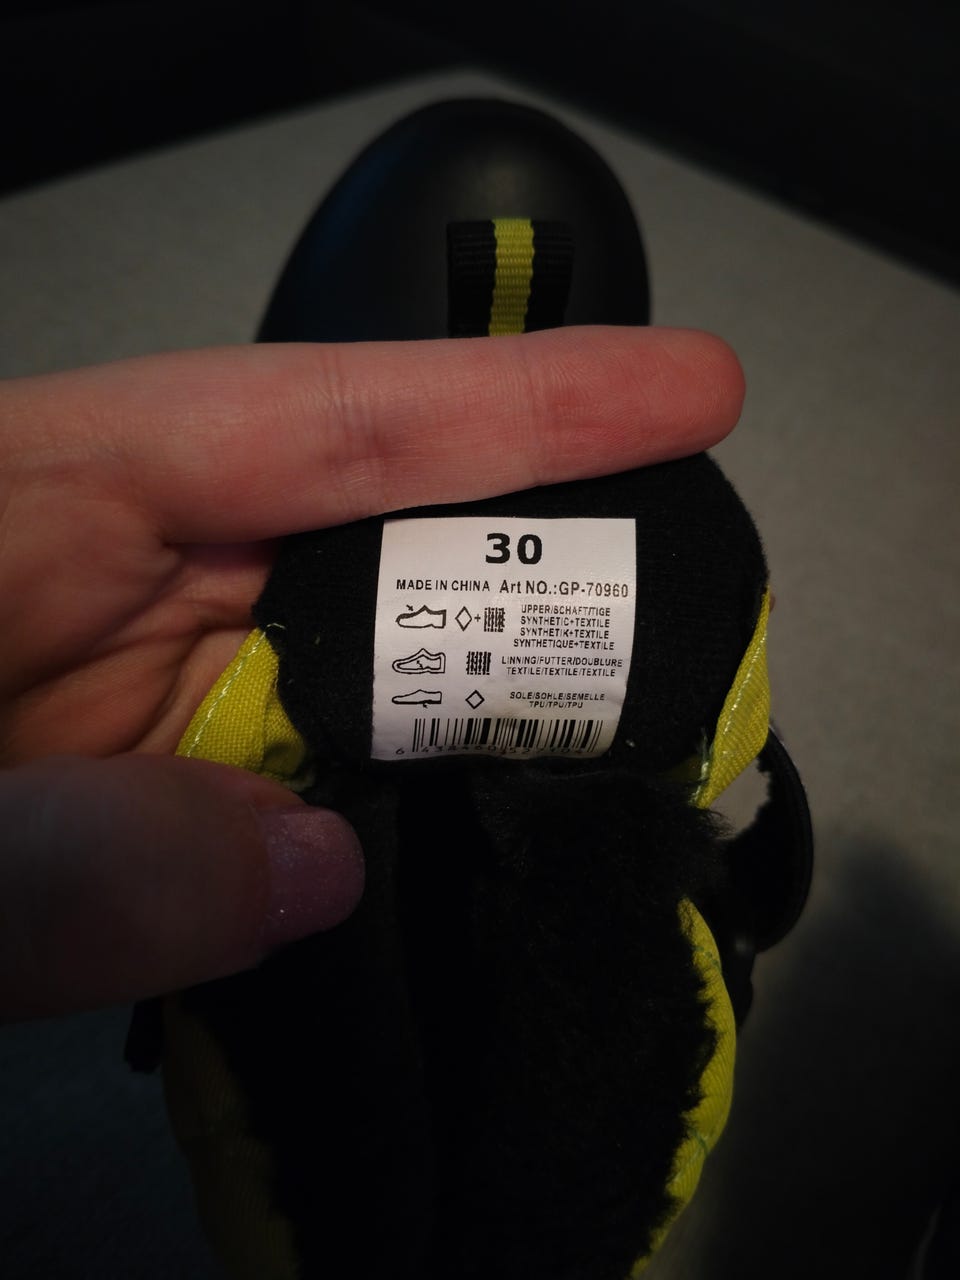 30
MADE IN CHINA Art NO.:GP-70960
UPPER/SCHAFT/TIGE
SYNTHETIC+TEXTILE
SYNTHETIK+TEXTILE
SYNTHETIQUE+TEXTILE
LINNING/FUTTER/DOUBLURE
TEXTILE/TEXTILE/TEXTILE
SOLE/SOHLE/SEMELLE
TPU/TPU/TPU